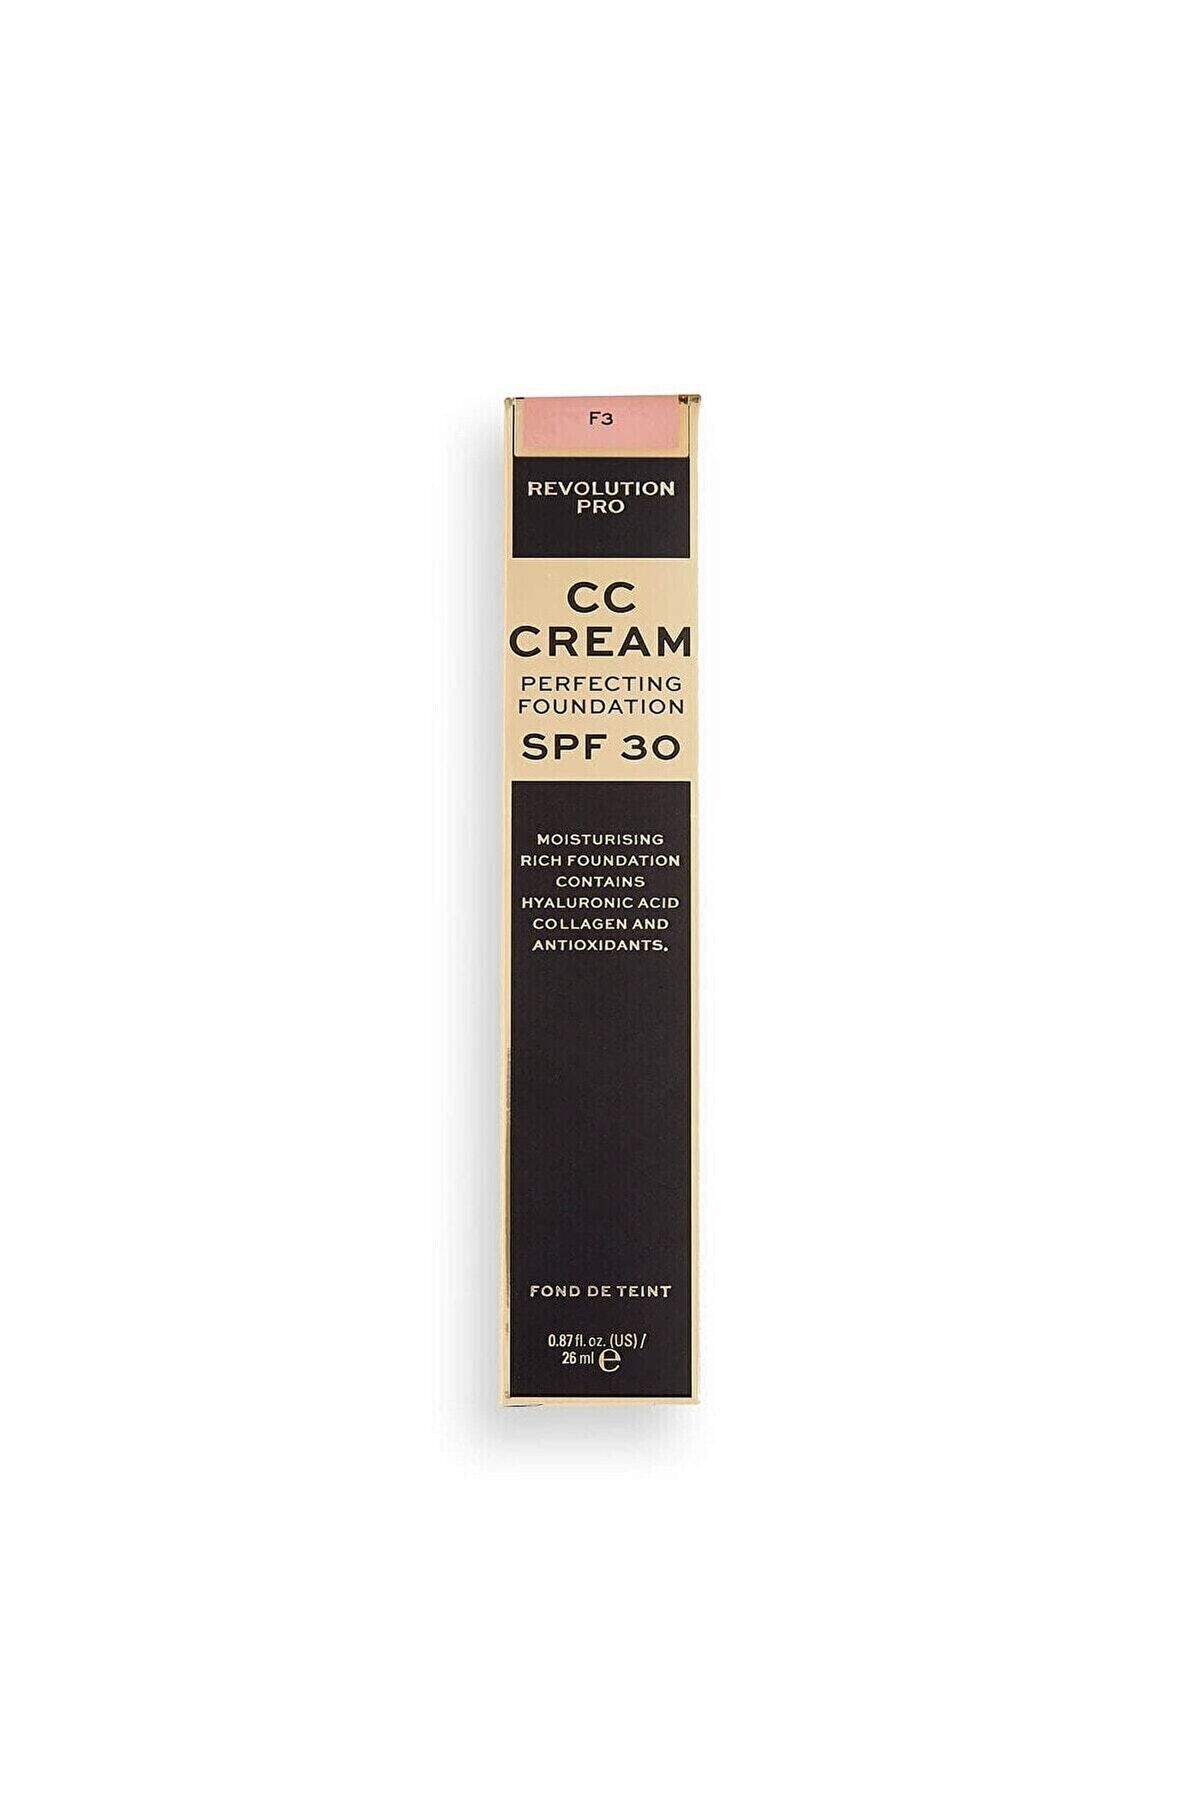 F3
REVOLUTION
PRO
CC
CREAM
PERFECTING
FOUNDATION
SPF 30
MOISTURISING
RICH FOUNDATION
CONTAINS
HYALURONIC ACID
COLLAGEN AND
ANTIOXIDANTS.
FOND DE TEINT
0.87 fl. oz. (US) /
26 ml ℮